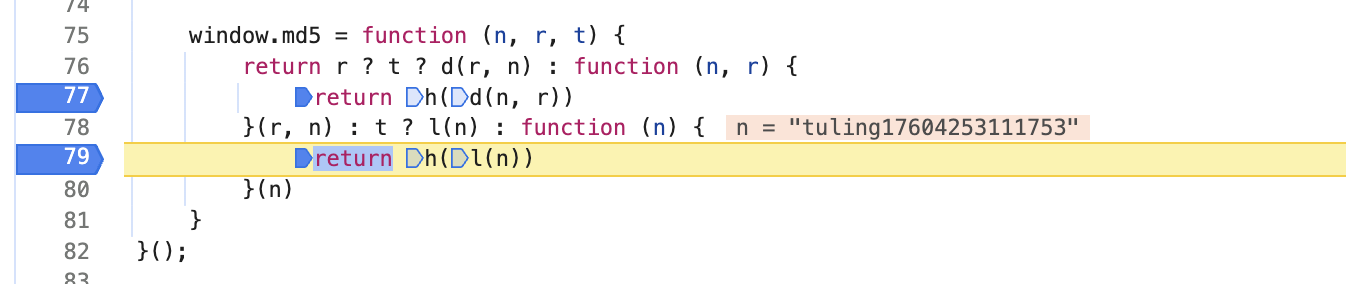 74
75 window.md5 = function (n, r, t) {
76 return r ? t ? d(r, n) : function (n, r) {
77 return h(d(n, r))
78 }(r, n) : t ? l(n) : function (n) { n = "tuling17604253111753"
79 return h(l(n))
80 }(n)
81 }
82 }();
83